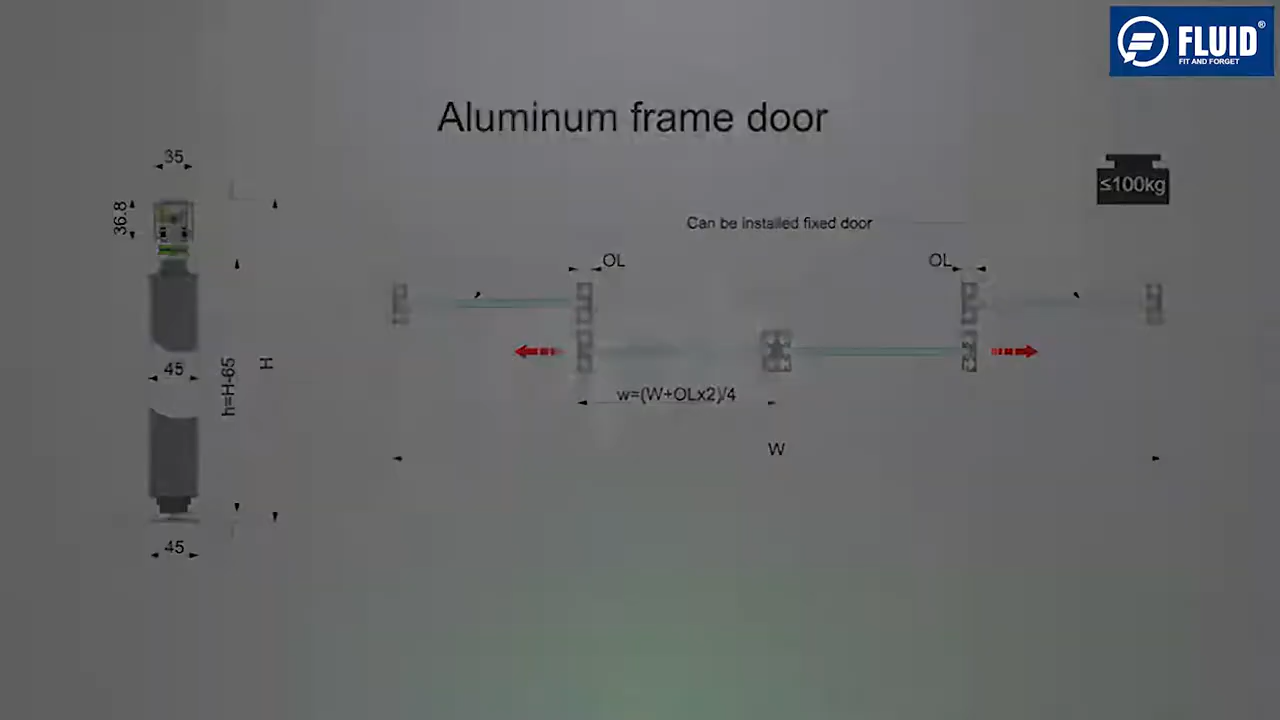 FLUID®
FIT AND FORGET
Aluminum frame door
35
≤100kg
36.8
Can be installed fixed door
OL
OL
45
h=H-65
H
w=(W+OLx2)/4
W
45